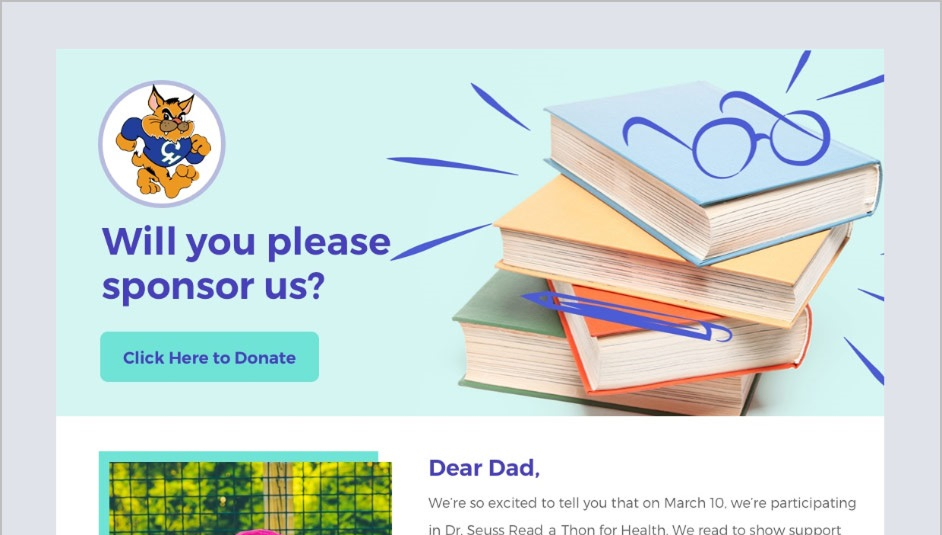 Will you please
sponsor us?
Click Here to Donate
Dear Dad,
We're so excited to tell you that on March 10, we're participating
in Dr. Seuss Read a Thon for Health. We read to show support